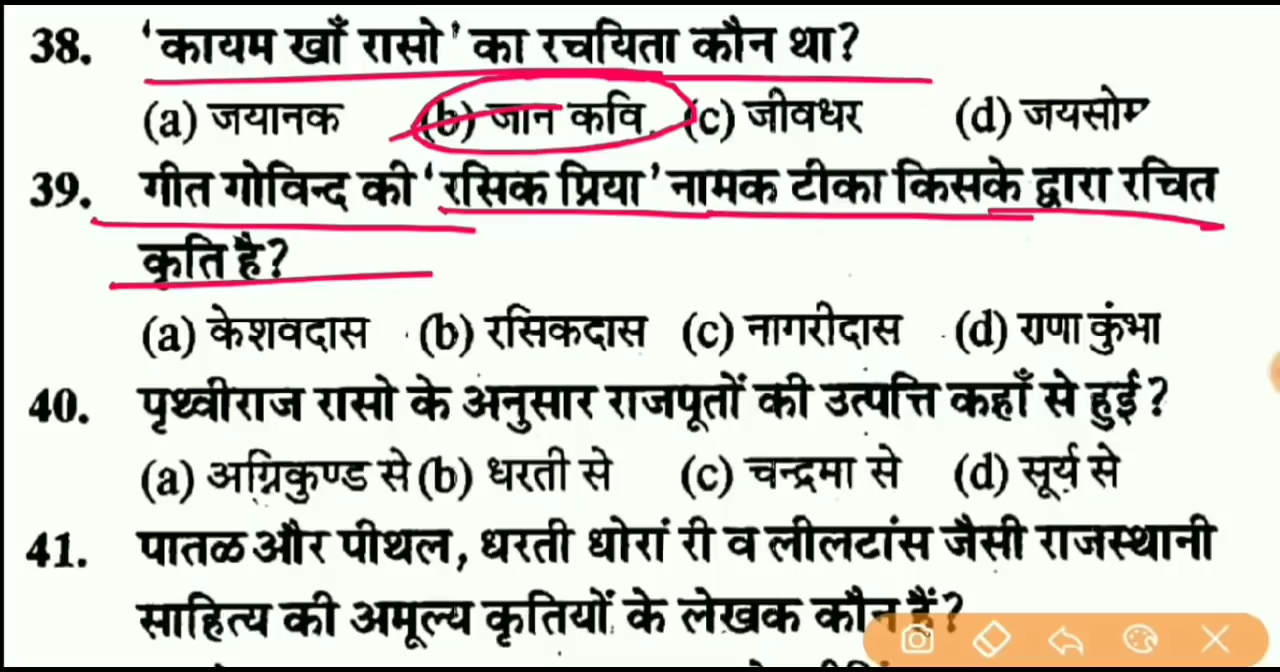 38. 'कायम खाँ रासो' का रचयिता कौन था?
(a) जयानक (b) जान कवि (c) जीवधर (d) जयसोम
39. गीत गोविन्द की 'रसिक प्रिया' नामक टीका किसके द्वारा रचित
कृति है?
(a) केशवदास (b) रसिकदास (c) नागरीदास (d) राणा कुंभा
40. पृथ्वीराज रासो के अनुसार राजपूतों की उत्पत्ति कहाँ से हुई?
(a) अग्निकुण्ड से (b) धरती से (c) चन्द्रमा से (d) सूर्य से
41. पातळ और पीथल, धरती धोरां री व लीलटांस जैसी राजस्थानी
साहित्य की अमूल्य कृतियों के लेखक कौन हैं?